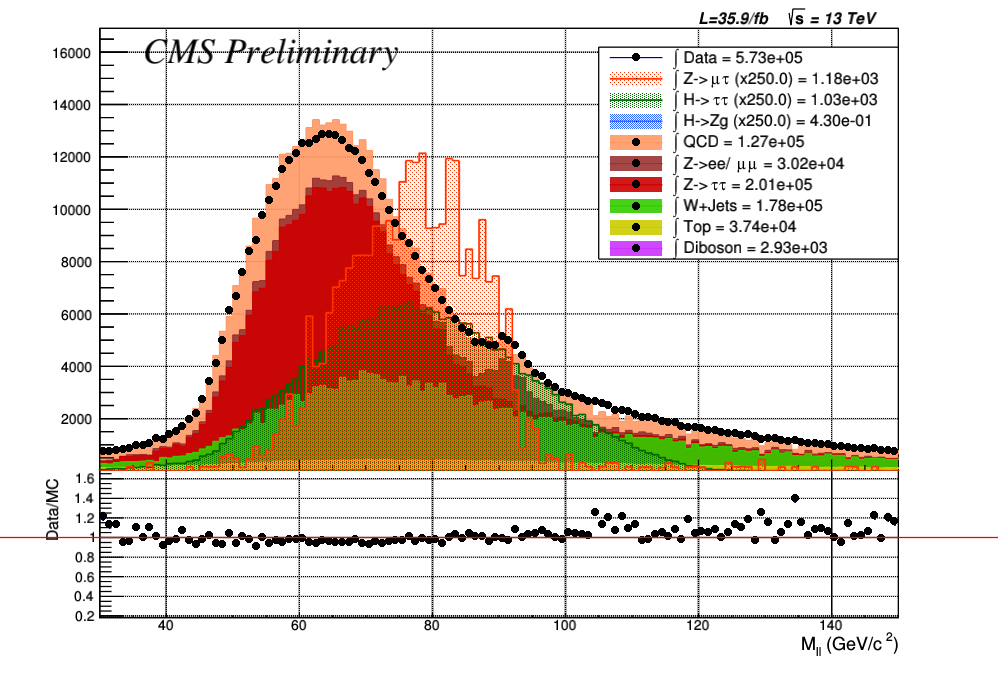 L=35.9/fb √s = 13 TeV
CMS Preliminary
16000
14000
12000
10000
8000
6000
4000
2000
∫ Data = 5.73e+05
∫ Z->μτ (x250.0) = 1.18e+03
∫ H->ττ (x250.0) = 1.03e+03
∫ H->Zg (x250.0) = 4.30e-01
∫ QCD = 1.27e+05
∫ Z->ee/ μμ = 3.02e+04
∫ Z->ττ = 2.01e+05
∫ W+Jets = 1.78e+05
∫ Top = 3.74e+04
∫ Diboson = 2.93e+03
Data/MC
1.6
1.4
1.2
1
0.8
0.6
0.4
0.2
40 60 80 100 120 140
M_ll (GeV/c²)